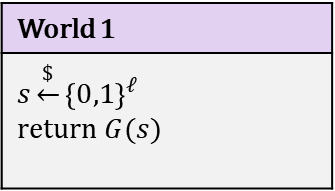 World 1
s $← {0,1}^ℓ
return G(s)